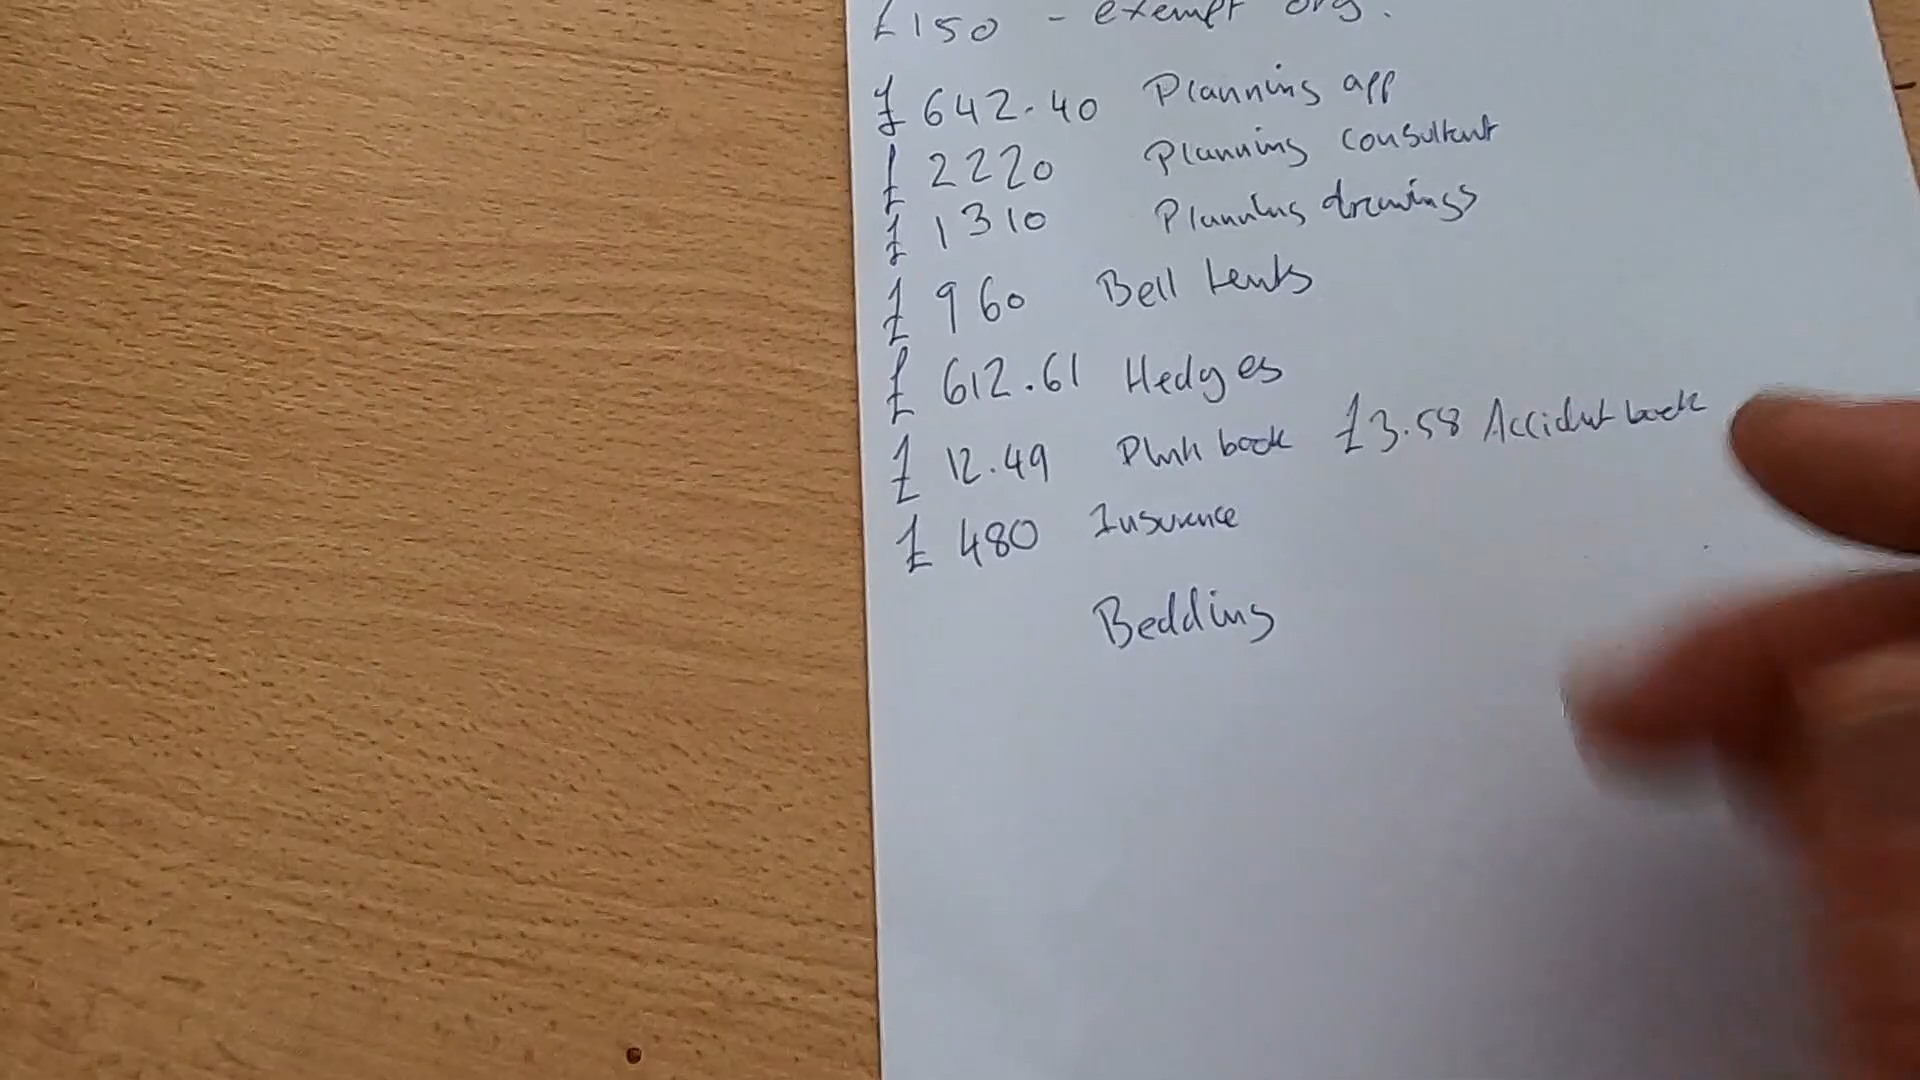 £150 - exempt org.
£642.40 Planning app
£2220 Planning consultant
£1310 Planning drawings
£960 Bell tents
£612.61 Hedges
£12.49 book £3.58 Accident book
£480 Insurance
Bedding